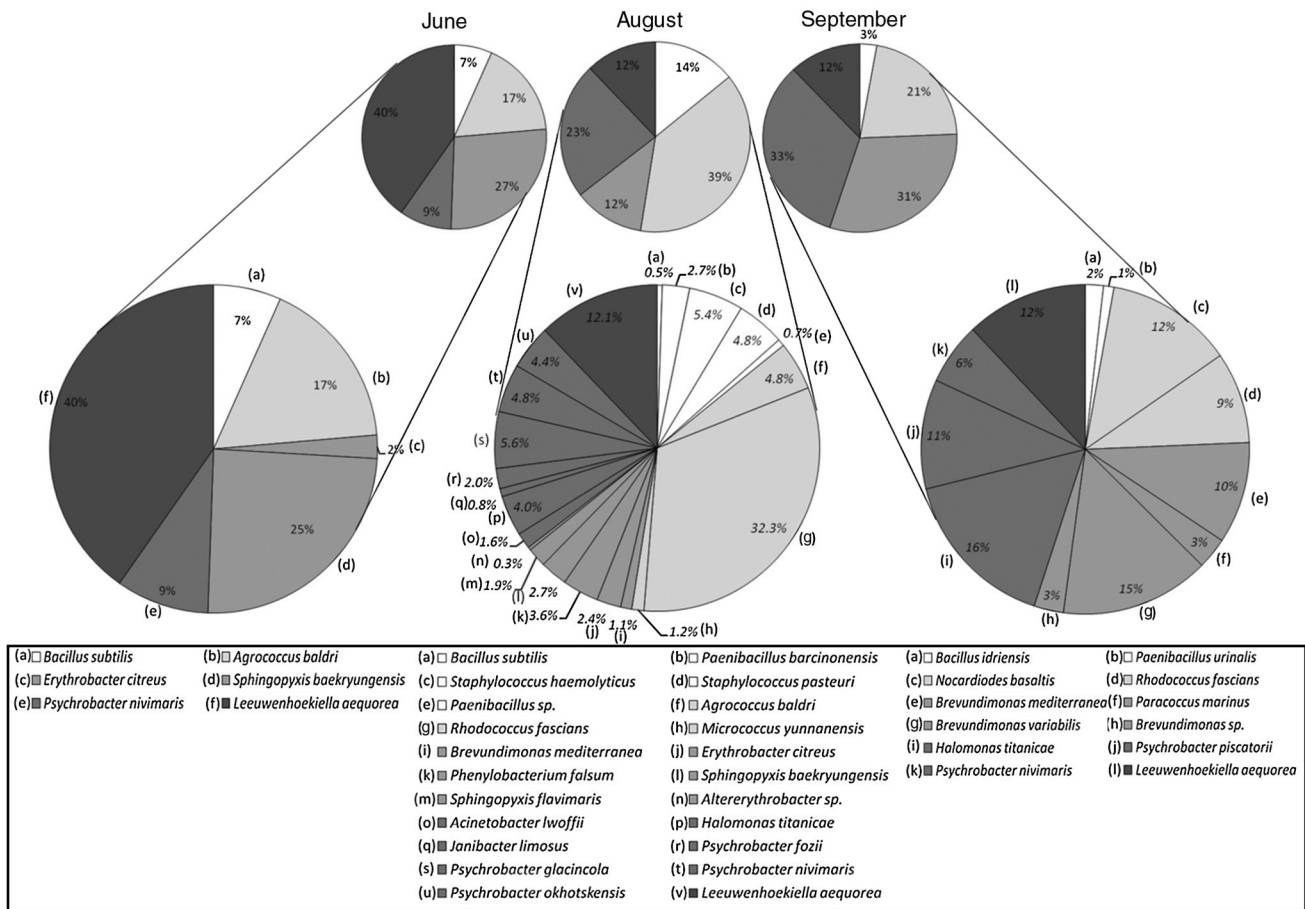 June
August
September
7%
17%
27%
9%
40%
14%
39%
12%
23%
12%
3%
21%
31%
33%
12%
(a)
7%
(b)
17%
(c)
2%
(d)
25%
(e)
9%
(f)
40%
(a)
0.5%
2.7% (b)
(c)
5.4%
(d)
4.8%
0.7% (e)
(f)
4.8%
(g)
32.3%
1.2% (h)
1.1%
(i)
2.4%
(j)
(k) 3.6%
2.7%
(l)
(m) 1.9%
(n) 0.3%
(o) 1.6%
(p) 4.0%
(q) 0.8%
(r) 2.0%
(s) 5.6%
(t) 4.8%
(u) 4.4%
(v) 12.1%
(a)
2%
(b)
1%
(c)
12%
(d)
9%
(e)
10%
(f)
3%
(g)
15%
(h)
3%
(i)
16%
(j)
11%
(k)
6%
(l)
12%
(a) Bacillus subtilis
(b) Agrococcus baldri
(c) Erythrobacter citreus
(d) Sphingopyxis baekryungensis
(e) Psychrobacter nivimaris
(f) Leeuwenhoekiella aequorea
(a) Bacillus subtilis
(b) Paenibacillus barcinonensis
(c) Staphylococcus haemolyticus
(d) Staphylococcus pasteuri
(e) Paenibacillus sp.
(f) Agrococcus baldri
(g) Rhodococcus fascians
(h) Micrococcus yunnanensis
(i) Brevundimonas mediterranea
(j) Erythrobacter citreus
(k) Phenylobacterium falsum
(l) Sphingopyxis baekryungensis
(m) Sphingopyxis flavimaris
(n) Altererythrobacter sp.
(o) Acinetobacter lwoffii
(p) Halomonas titanicae
(q) Janibacter limosus
(r) Psychrobacter fozii
(s) Psychrobacter glacincola
(t) Psychrobacter nivimaris
(u) Psychrobacter okhotskensis
(v) Leeuwenhoekiella aequorea
(a) Bacillus idriensis
(b) Paenibacillus urinalis
(c) Nocardiodes basaltis
(d) Rhodococcus fascians
(e) Brevundimonas mediterranea
(f) Paracoccus marinus
(g) Brevundimonas variabilis
(h) Brevundimonas sp.
(i) Halomonas titanicae
(j) Psychrobacter piscatorii
(k) Psychrobacter nivimaris
(l) Leeuwenhoekiella aequorea